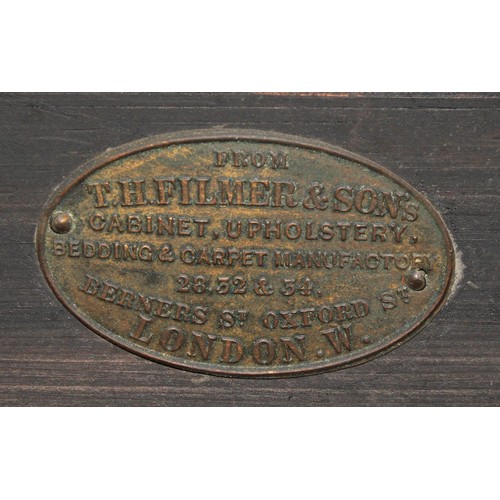 FROM
T.H.FILMER & SONS
CABINET, UPHOLSTERY,
BEDDING & CARPET MANUFACTORY
28.32 & 34.
BERNERS ST OXFORD ST
LONDON.W.